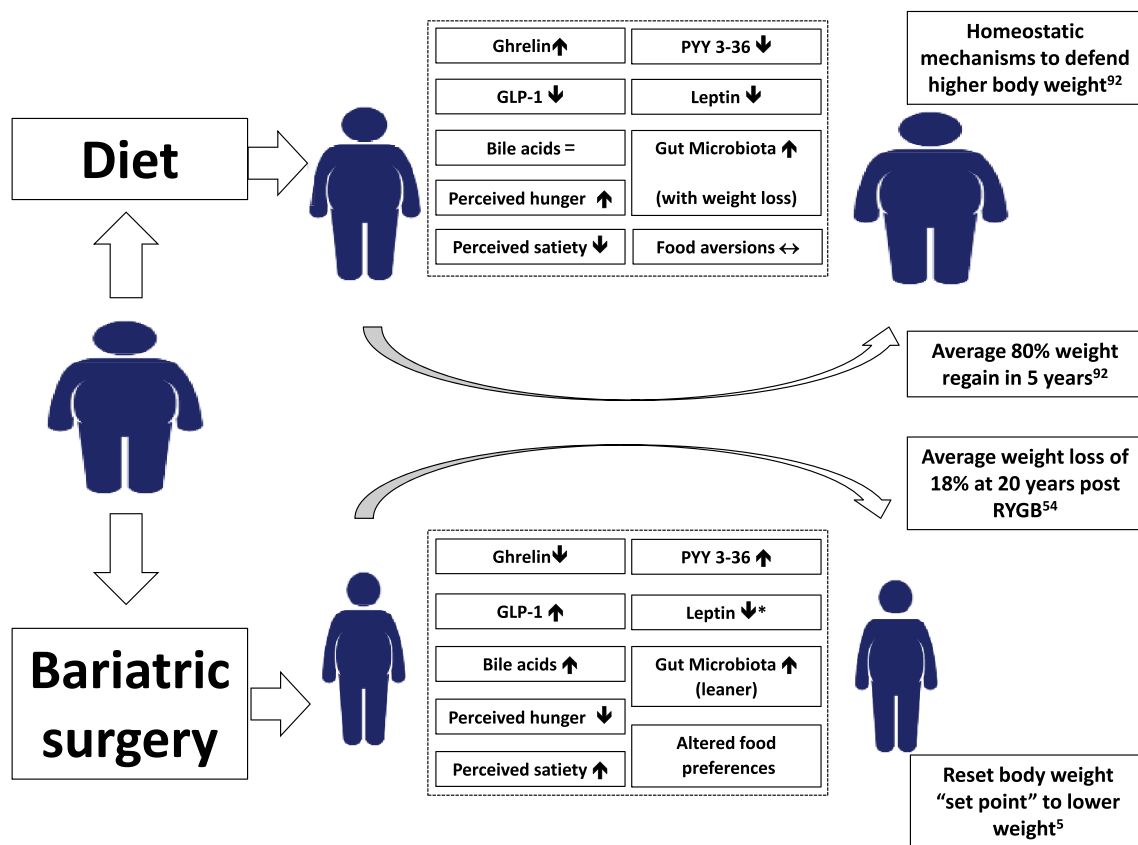 Diet
Ghrelin↑
PYY 3-36 ↓
GLP-1 ↓
Leptin ↓
Bile acids =
Gut Microbiota ↑
(with weight loss)
Perceived hunger ↑
Perceived satiety ↓
Food aversions ↔
Homeostatic
mechanisms to defend
higher body weight⁹²
Average 80% weight
regain in 5 years⁹²
Average weight loss of
18% at 20 years post
RYGB⁵⁴
Bariatric
surgery
Ghrelin↓
PYY 3-36 ↑
GLP-1 ↑
Leptin ↓*
Bile acids ↑
Gut Microbiota ↑
(leaner)
Perceived hunger ↓
Altered food
preferences
Perceived satiety ↑
Reset body weight
“set point” to lower
weight⁵